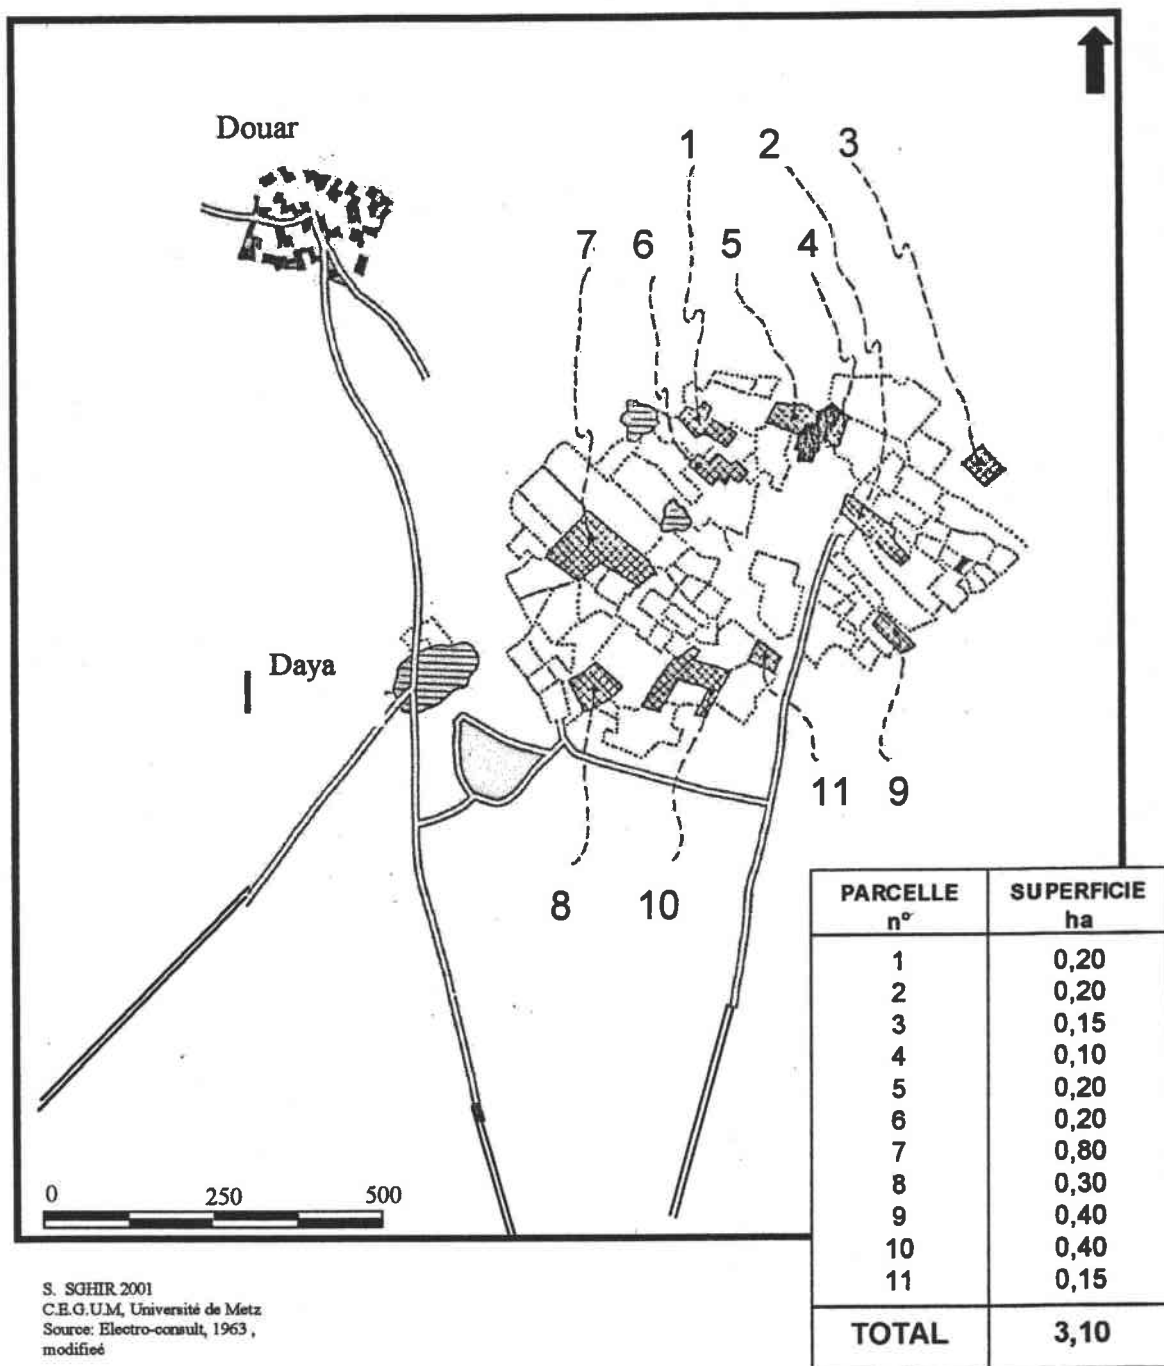 Douar
1 2 3
7 6 5 4
Daya
11 9
8 10
PARCELLE n° SUPERFICIE ha
1 0,20
2 0,20
3 0,15
4 0,10
5 0,20
6 0,20
7 0,80
8 0,30
9 0,40
10 0,40
11 0,15
TOTAL 3,10
0 250 500
S. SGHIR 2001
C.E.G.U.M, Université de Metz
Source: Electro-consult, 1963 ,
modifieé